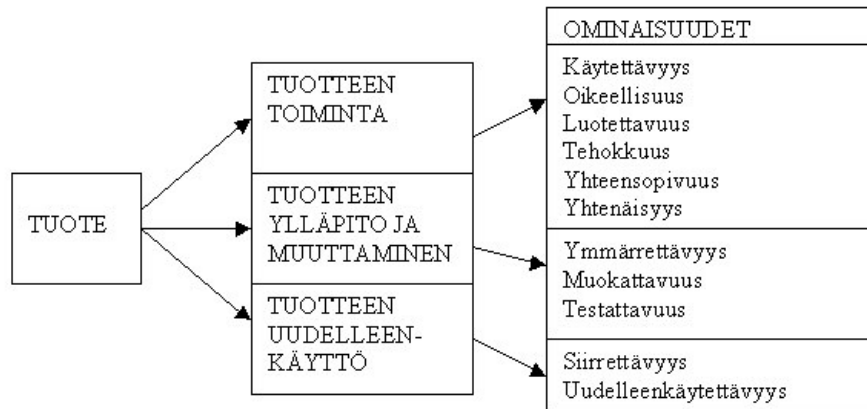 TUOTE
TUOTTEEN
TOIMINTA
TUOTTEEN
YLLÄPITO JA
MUUTTAMINEN
TUOTTEEN
UUDELLEEN-
KÄYTTÖ
OMINAISUUDET
Käytettävyys
Oikeellisuus
Luotettavuus
Tehokkuus
Yhteensopivuus
Yhtenäisyys
Ymmärrettävyys
Muokattavuus
Testattavuus
Siirrettävyys
Uudelleenkäytettävyys